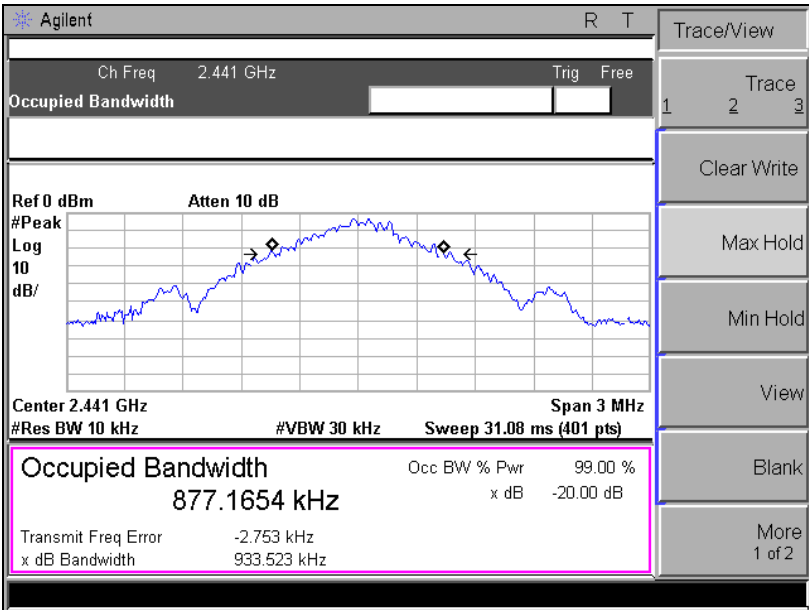 Agilent R T
Trace/View
Ch Freq 2.441 GHz Trig Free
Occupied Bandwidth
Trace
1 2 3
Clear Write
Ref 0 dBm Atten 10 dB
#Peak
Log
10
dB/
Max Hold
Min Hold
View
Center 2.441 GHz Span 3 MHz
#Res BW 10 kHz #VBW 30 kHz Sweep 31.08 ms (401 pts)
Occupied Bandwidth Occ BW % Pwr 99.00 %
877.1654 kHz x dB -20.00 dB
Blank
Transmit Freq Error -2.753 kHz
x dB Bandwidth 933.523 kHz
More
1 of 2